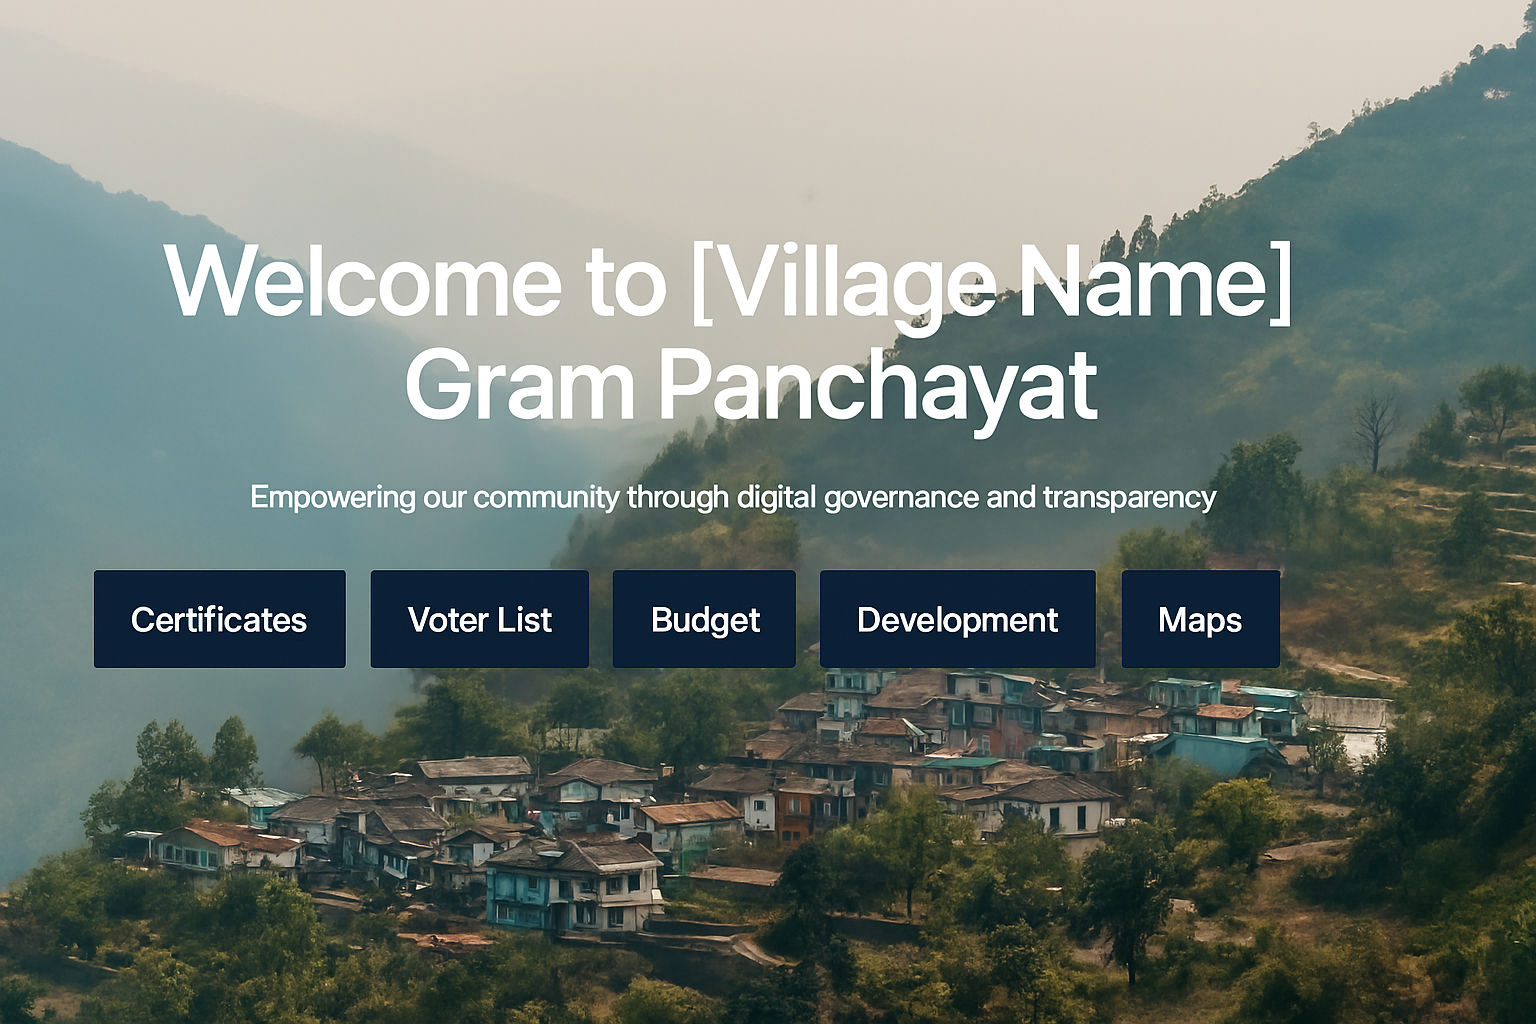 Welcome to [Village Name]
Gram Panchayat
Empowering our community through digital governance and transparency
Certificates
Voter List
Budget
Development
Maps